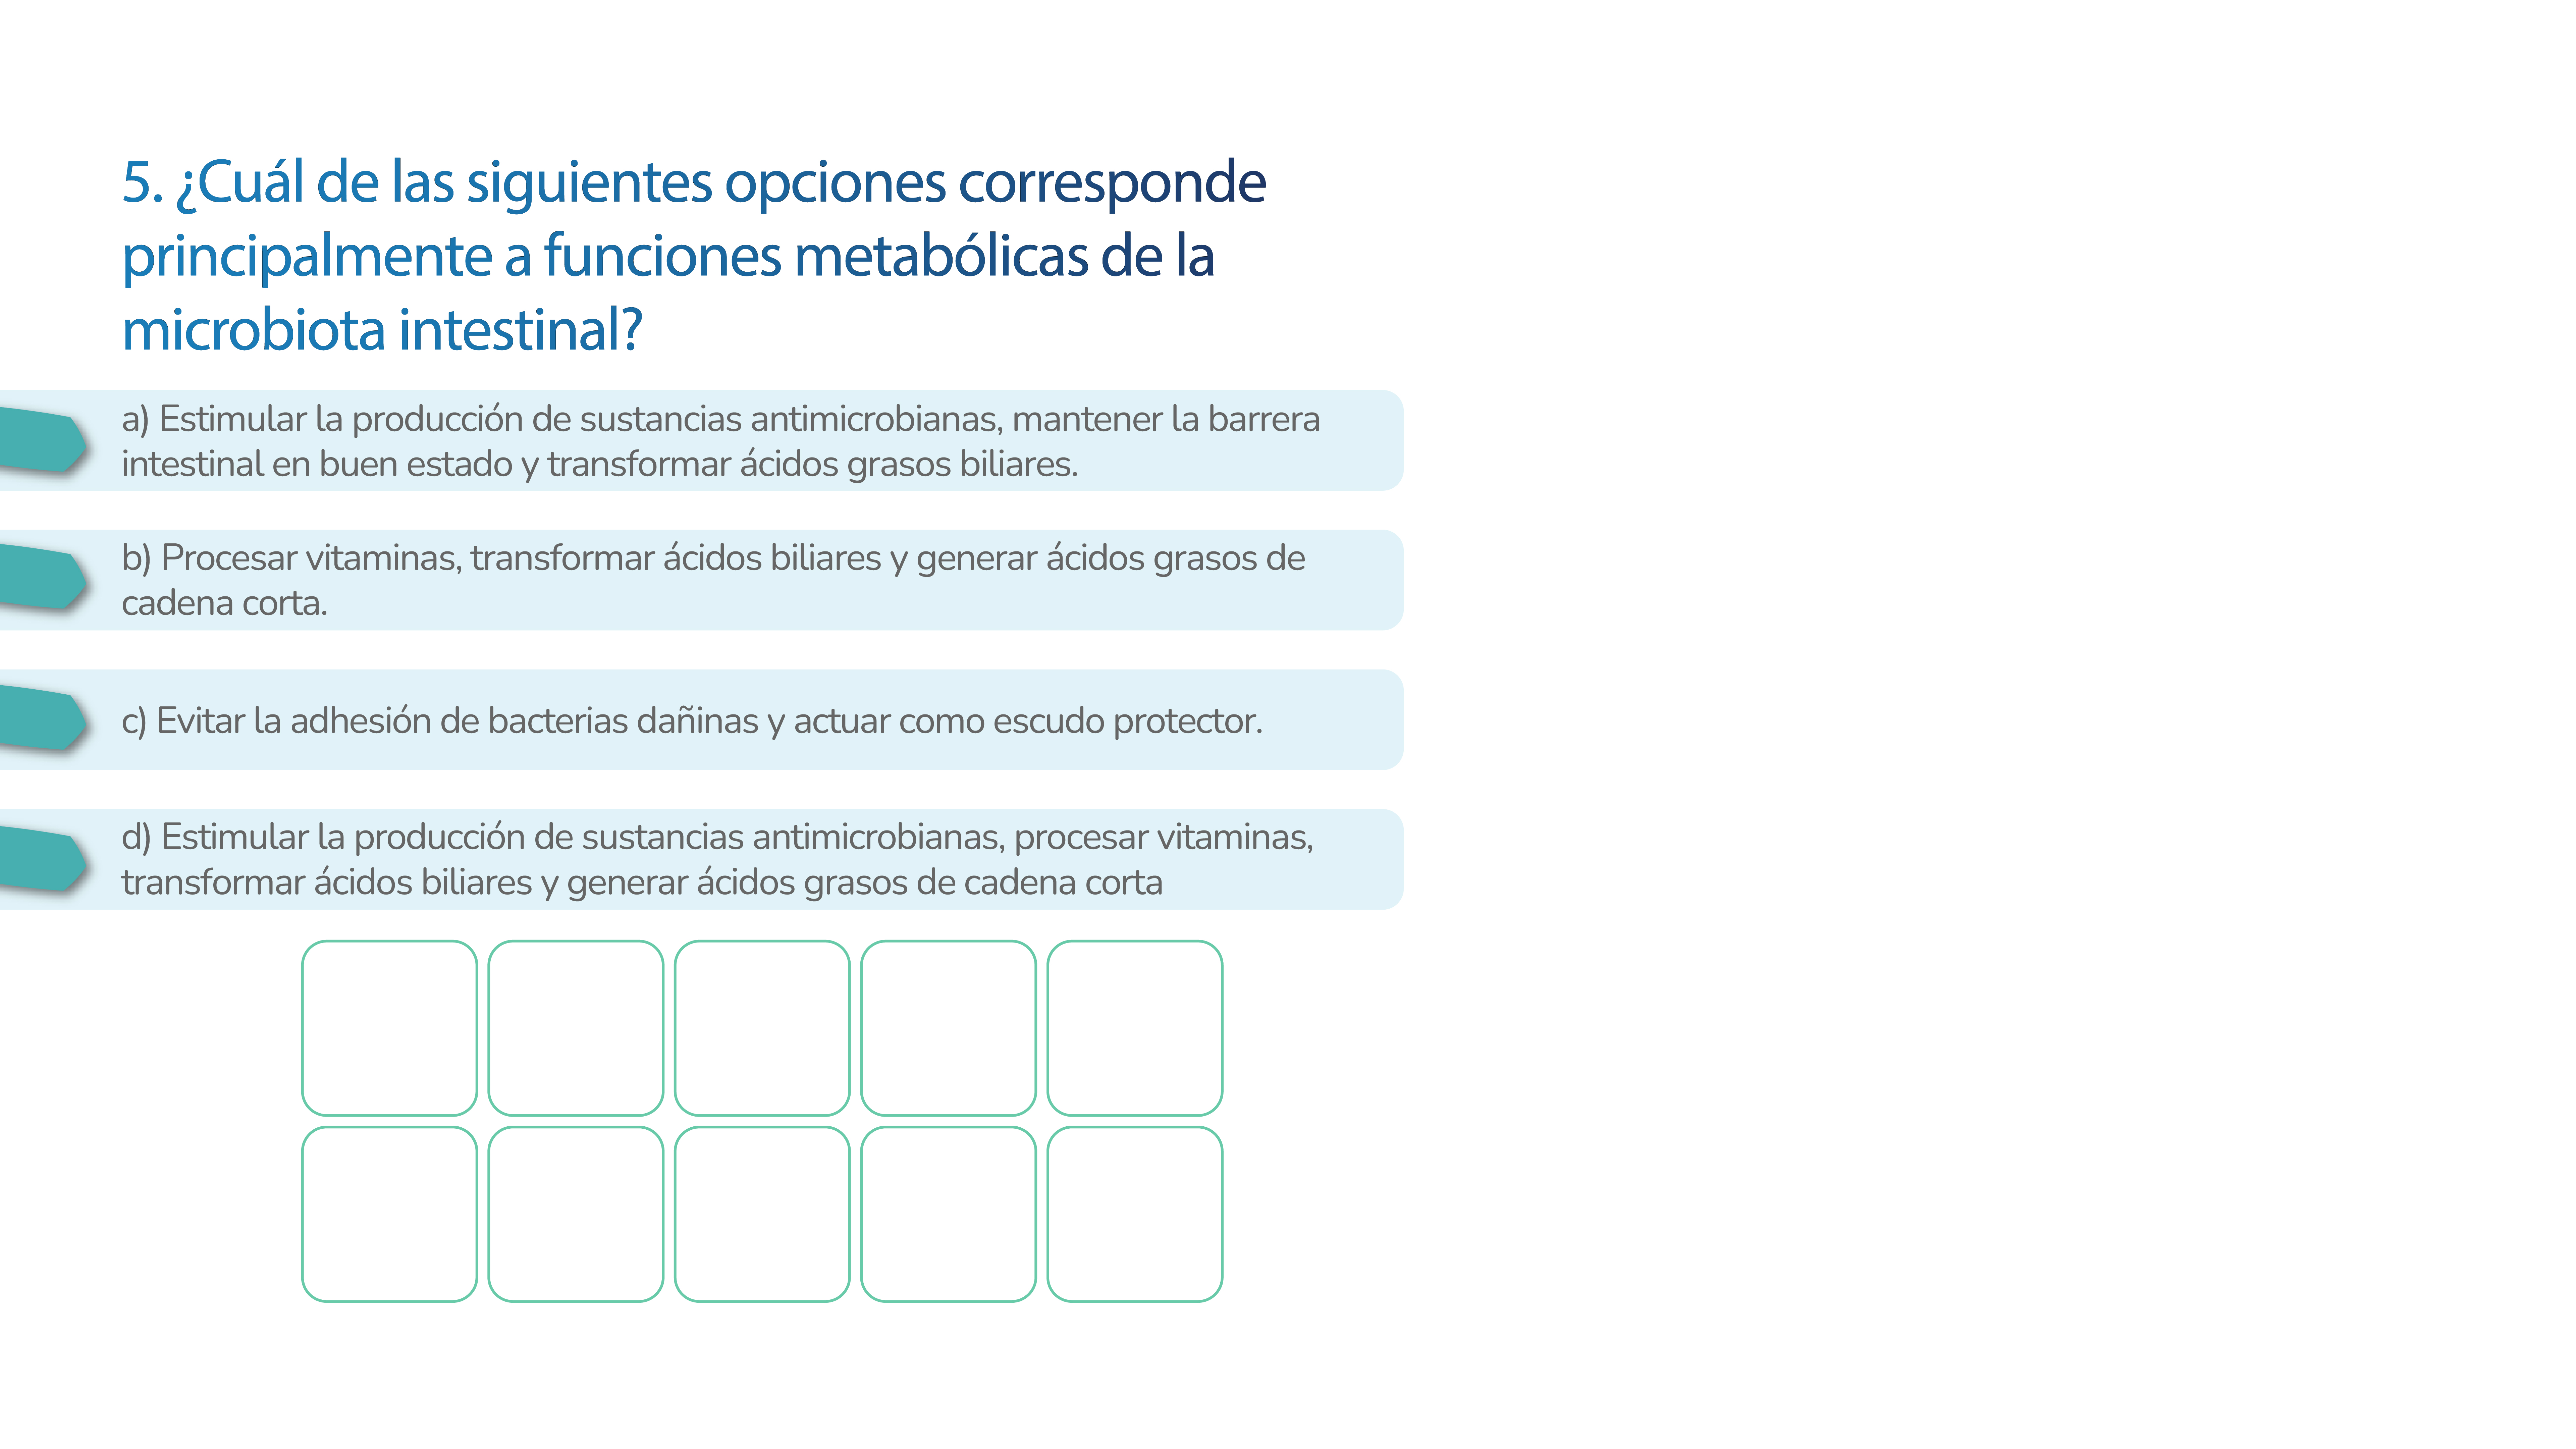 5. ¿Cuál de las siguientes opciones corresponde
principalmente a funciones metabólicas de la
microbiota intestinal?
a) Estimular la producción de sustancias antimicrobianas, mantener la barrera
intestinal en buen estado y transformar ácidos grasos biliares.
b) Procesar vitaminas, transformar ácidos biliares y generar ácidos grasos de
cadena corta.
c) Evitar la adhesión de bacterias dañinas y actuar como escudo protector.
d) Estimular la producción de sustancias antimicrobianas, procesar vitaminas,
transformar ácidos biliares y generar ácidos grasos de cadena corta